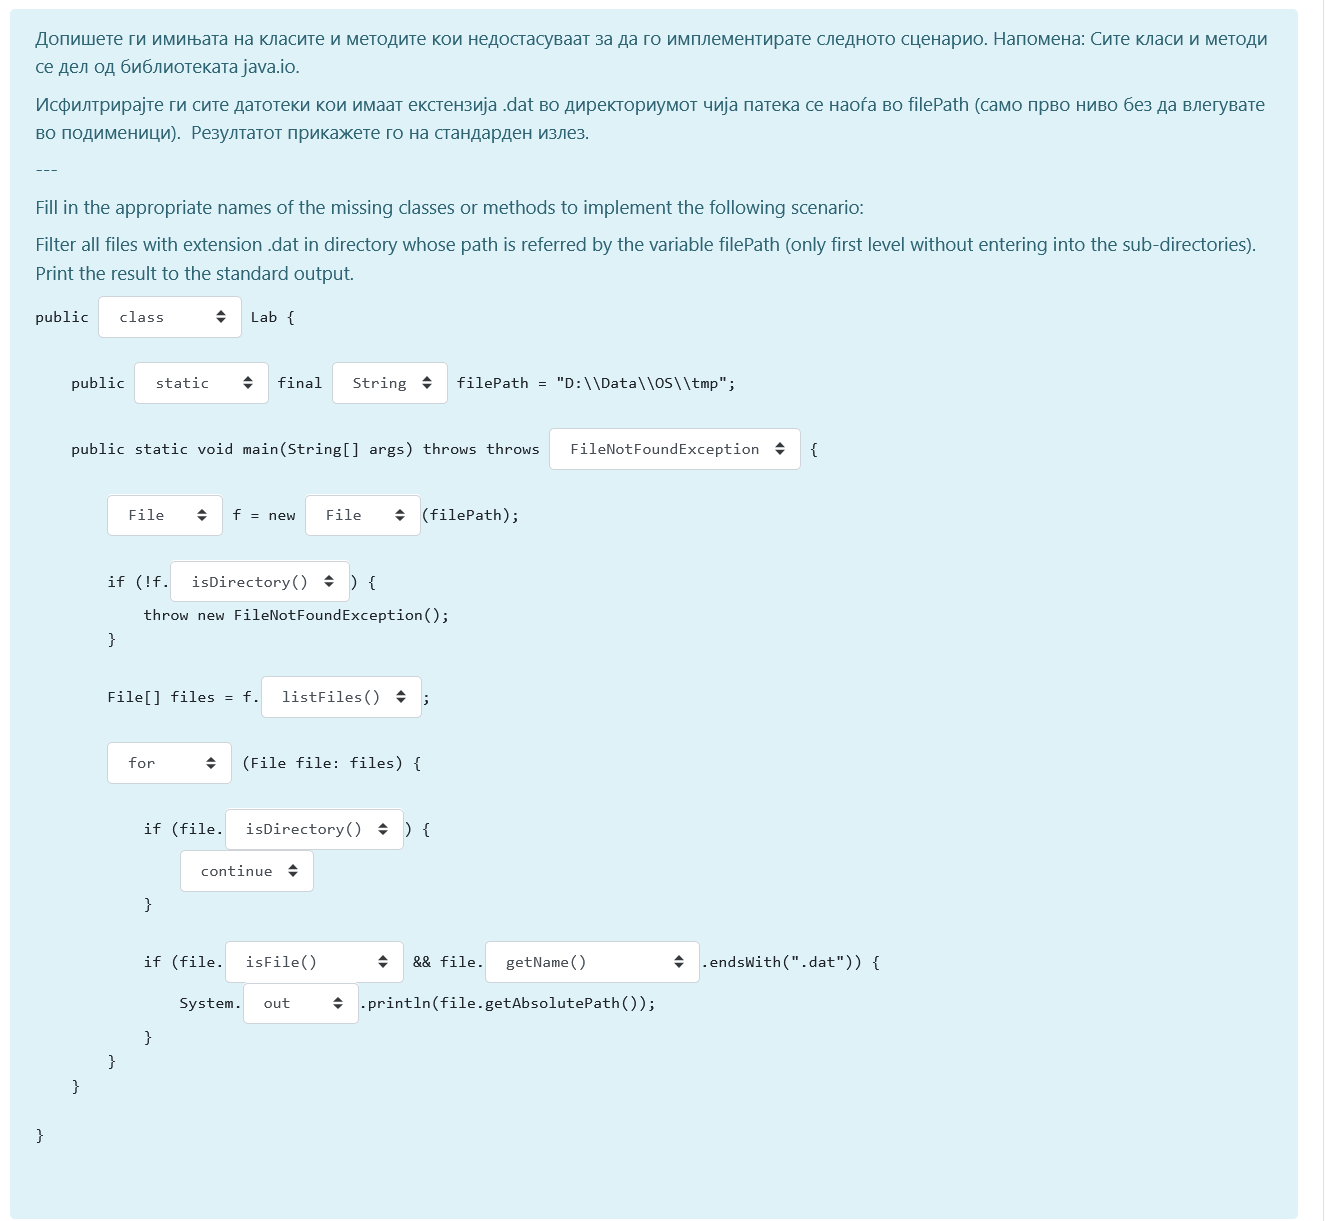 Допишете ги имињата на класите и методите кои недостасуваат за да го имплементирате следното сценарио. Напомена: Сите класи и методи
се дел од библиотеката java.io.
Исфилтрирајте ги сите датотеки кои имаат екстензија .dat во директориумот чија патека се наоѓа во filePath (само прво ниво без да влегувате
во подименици). Резултатот прикажете го на стандарден излез.
---
Fill in the appropriate names of the missing classes or methods to implement the following scenario:
Filter all files with extension .dat in directory whose path is referred by the variable filePath (only first level without entering into the sub-directories).
Print the result to the standard output.
public class Lab {
public static final String filePath = "D:\\Data\\OS\\tmp";
public static void main(String[] args) throws throws FileNotFoundException {
File f = new File (filePath);
if (!f. isDirectory() ) {
throw new FileNotFoundException();
}
File[] files = f. listFiles() ;
for (File file: files) {
if (file. isDirectory() ) {
continue
}
if (file. isFile() && file. getName() .endsWith(".dat")) {
System. out .println(file.getAbsolutePath());
}
}
}
}